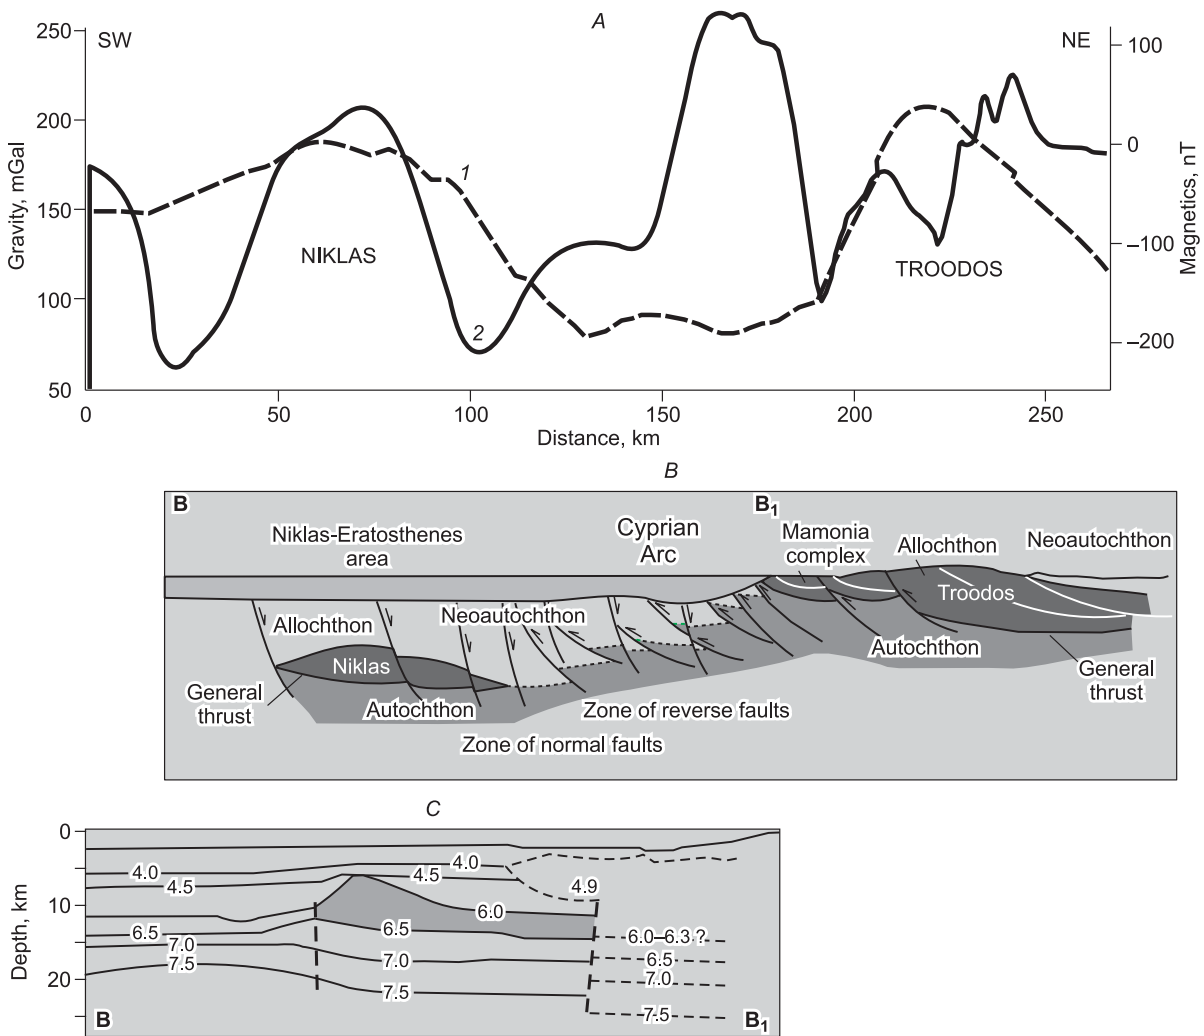 A
250
200
150
100
50
Gravity, mGal
SW
NE
100
0
–100
–200
Magnetics, nT
1
2
NIKLAS
TROODOS
0
50
100
150
200
250
Distance, km
B
B
B1
Niklas-Eratosthenes
area
Cyprian
Arc
Mamonia
complex
Allochthon
Neoautochthon
Troodos
Allochthon
Neoautochthon
Niklas
Autochthon
General
thrust
General
thrust
Autochthon
Zone of reverse faults
Zone of normal faults
C
0
10
20
Depth, km
4.0
4.0
4.5
4.5
4.9
6.0
6.5
6.5
6.0–6.3 ?
7.0
7.0
6.5
7.5
7.5
7.0
7.5
B
B1